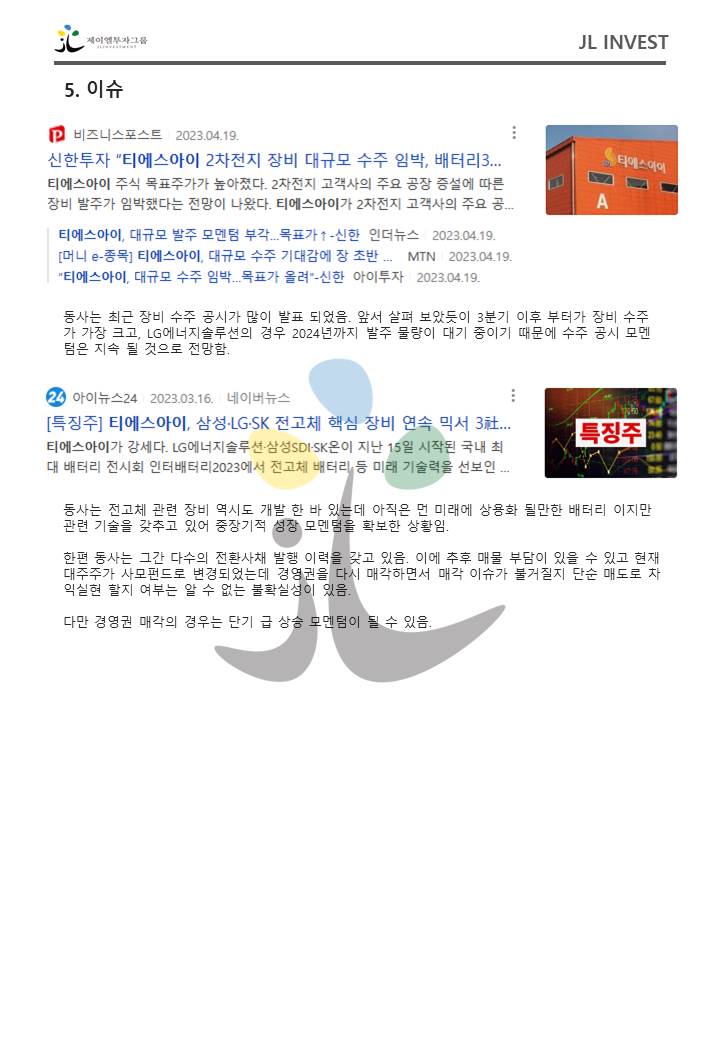 제이엘투자그룹
JLINVESTMENT
JL INVEST
5. 이슈
비즈니스포스트 2023.04.19.
신한투자 “티에스아이 2차전지 장비 대규모 수주 임박, 배터리3...
티에스아이 주식 목표주가가 높아졌다. 2차전지 고객사의 주요 공장 증설에 따른
장비 발주가 임박했다는 전망이 나왔다. 티에스아이가 2차전지 고객사의 주요 공...
티에스아이
A
티에스아이, 대규모 발주 모멘텀 부각...목표가↑-신한 인더뉴스 2023.04.19.
[머니 e-종목] 티에스아이, 대규모 수주 기대감에 장 초반 ... MTN 2023.04.19.
"티에스아이, 대규모 수주 임박...목표가 올려"-신한 아이투자 2023.04.19.
동사는 최근 장비 수주 공시가 많이 발표 되었음. 앞서 살펴 보았듯이 3분기 이후 부터가 장비 수주
가 가장 크고, LG에너지솔루션의 경우 2024년까지 발주 물량이 대기 중이기 때문에 수주 공시 모멘
텀은 지속 될 것으로 전망함.
24 아이뉴스24 2023.03.16. 네이버뉴스
[특징주] 티에스아이, 삼성·LG·SK 전고체 핵심 장비 연속 믹서 3社...
티에스아이가 강세다. LG에너지솔루션·삼성SDI·SK온이 지난 15일 시작된 국내 최
대 배터리 전시회 인터배터리2023에서 전고체 배터리 등 미래 기술력을 선보인 ...
특징주
동사는 전고체 관련 장비 역시도 개발 한 바 있는데 아직은 먼 미래에 상용화 될만한 배터리 이지만
관련 기술을 갖추고 있어 중장기적 성장 모멘텀을 확보한 상황임.
한편 동사는 그간 다수의 전환사채 발행 이력을 갖고 있음. 이에 추후 매물 부담이 있을 수 있고 현재
대주주가 사모펀드로 변경되었는데 경영권을 다시 매각하면서 매각 이슈가 불거질지 단순 매도로 차
익실현 할지 여부는 알 수 없는 불확실성이 있음.
다만 경영권 매각의 경우는 단기 급 상승 모멘텀이 될 수 있음.